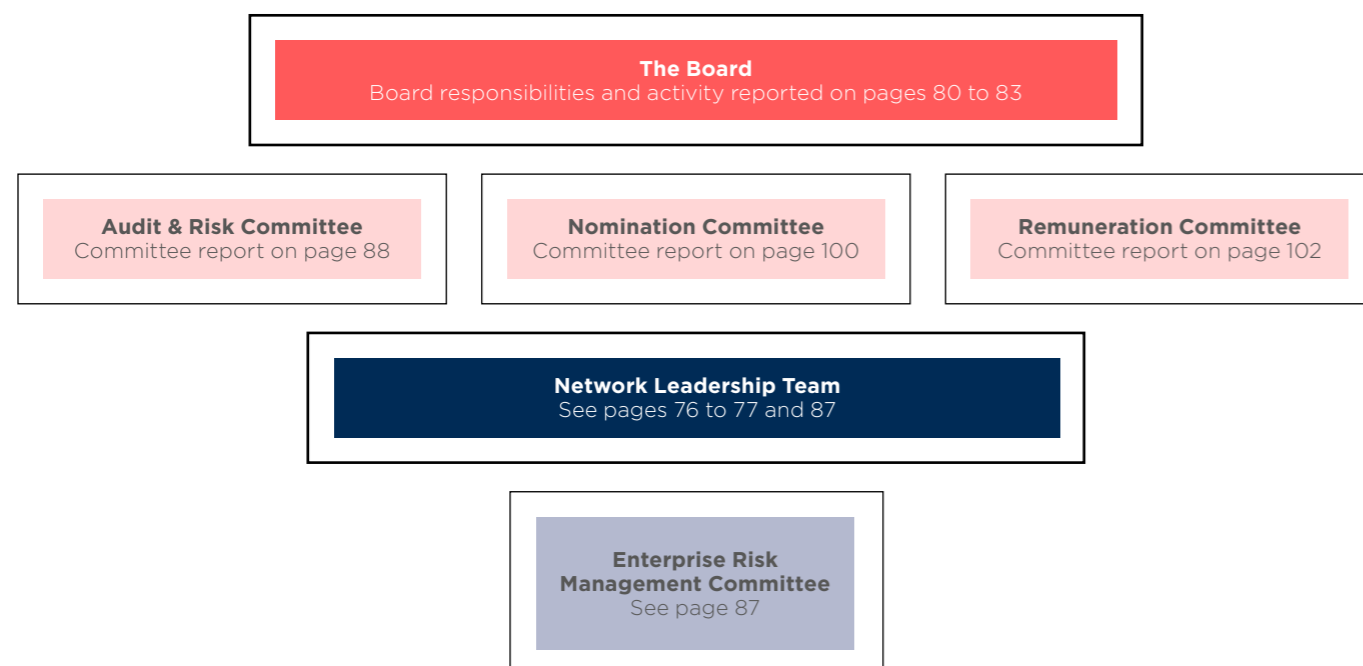 The Board
Board responsibilities and activity reported on pages 80 to 83
Audit & Risk Committee
Committee report on page 88
Nomination Committee
Committee report on page 100
Remuneration Committee
Committee report on page 102
Network Leadership Team
See pages 76 to 77 and 87
Enterprise Risk
Management Committee
See page 87